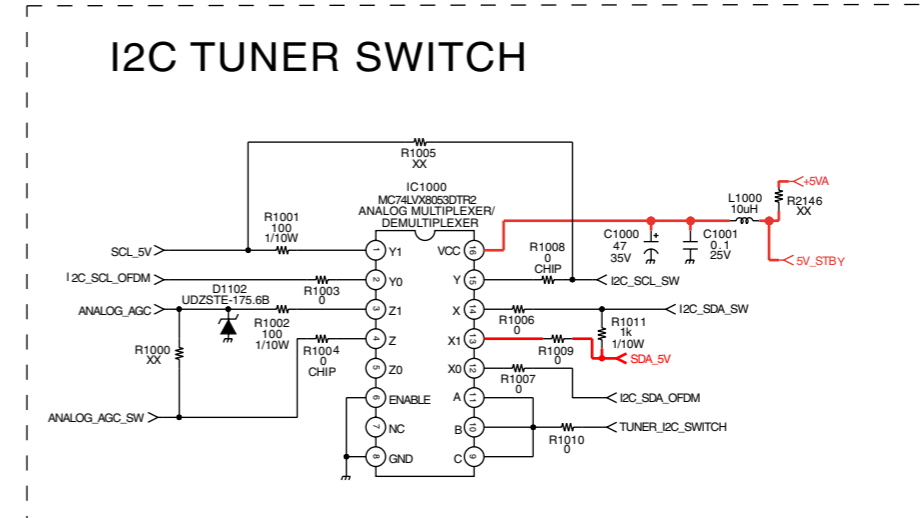 I2C TUNER SWITCH
R1005
XX
IC1000
MC74LVX8053DTR2
ANALOG MULTIPLEXER/
DEMULTIPLEXER
+5VA
L1000
10uH
R2146
XX
R1001
100
1/10W
C1000
47
35V
C1001
0.1
25V
SCL_5V
1
Y1
VCC
16
R1008
0
CHIP
5V_STBY
I2C_SCL_OFDM
R1003
0
2
Y0
Y
15
I2C_SCL_SW
D1102
UDZSTE-175.6B
ANALOG_AGC
R1002
100
1/10W
3
Z1
X
14
R1006
0
I2C_SDA_SW
R1011
1k
1/10W
R1000
XX
R1004
0
CHIP
4
Z
X1
13
R1009
0
SDA_5V
5
Z0
X0
12
R1007
0
I2C_SDA_OFDM
ANALOG_AGC_SW
6
ENABLE
A
11
7
NC
B
10
R1010
0
TUNER_I2C_SWITCH
8
GND
C
9